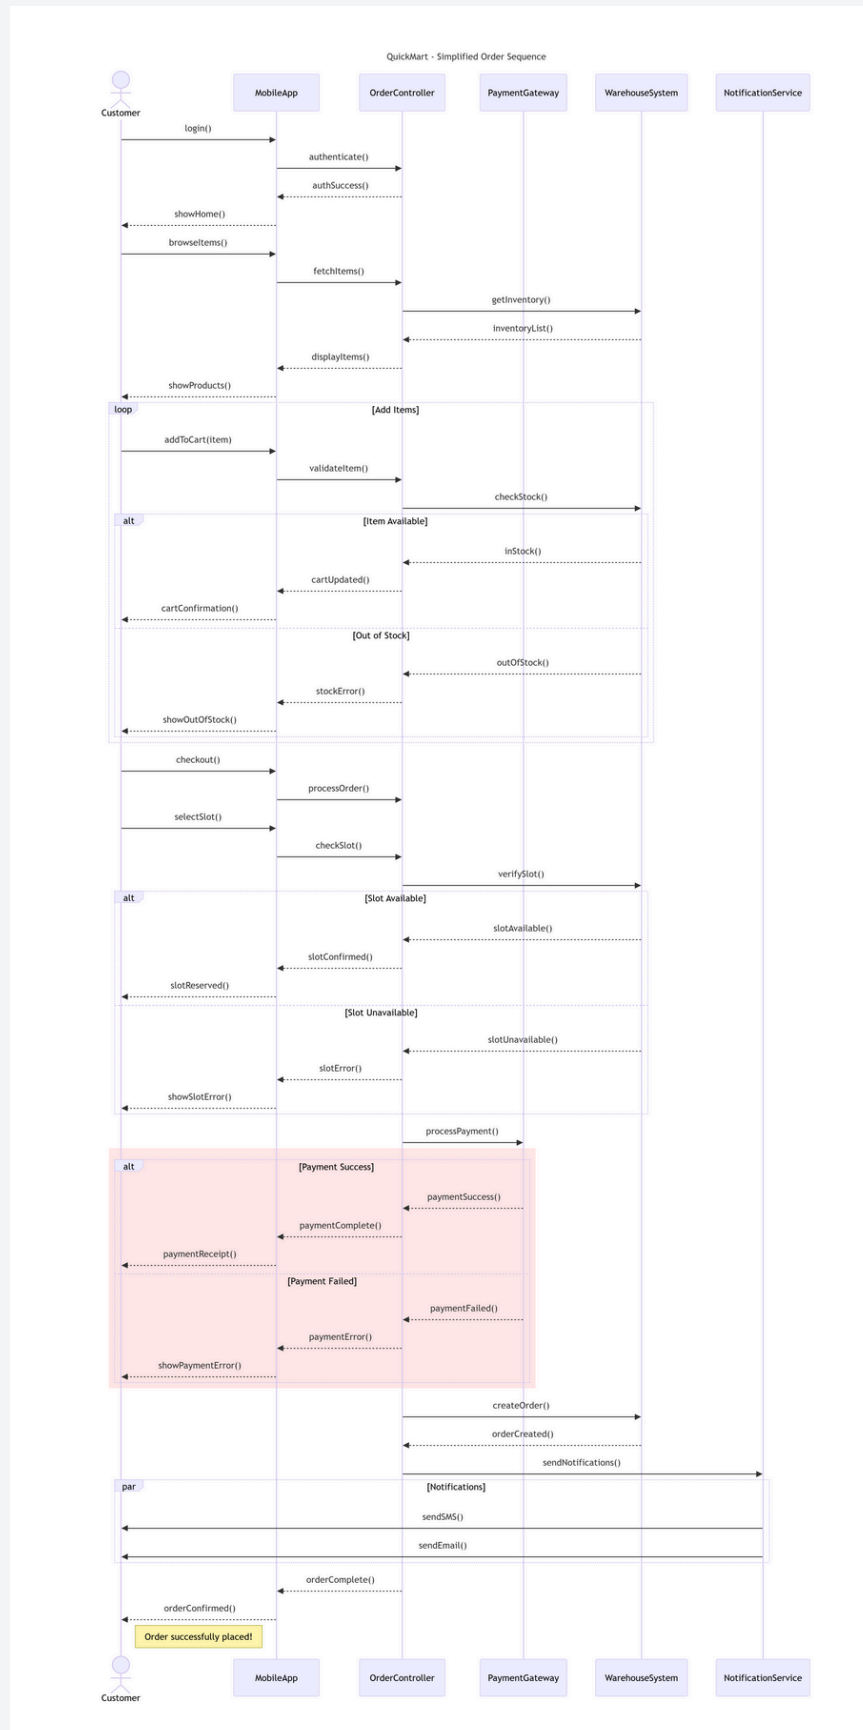 QuickMart - Simplified Order Sequence
Customer
MobileApp
OrderController
PaymentGateway
WarehouseSystem
NotificationService
login()
authenticate()
authSuccess()
showHome()
browseItems()
fetchItems()
getInventory()
inventoryList()
displayItems()
showProducts()
loop
[Add Items]
addToCart(item)
validateItem()
checkStock()
alt
[Item Available]
inStock()
cartUpdated()
cartConfirmation()
[Out of Stock]
outOfStock()
stockError()
showOutOfStock()
checkout()
processOrder()
selectSlot()
checkSlot()
verifySlot()
alt
[Slot Available]
slotAvailable()
slotConfirmed()
slotReserved()
[Slot Unavailable]
slotUnavailable()
slotError()
showSlotError()
processPayment()
alt
[Payment Success]
paymentSuccess()
paymentComplete()
paymentReceipt()
[Payment Failed]
paymentFailed()
paymentError()
showPaymentError()
createOrder()
orderCreated()
sendNotifications()
par
[Notifications]
sendSMS()
sendEmail()
orderComplete()
orderConfirmed()
Order successfully placed!
Customer
MobileApp
OrderController
PaymentGateway
WarehouseSystem
NotificationService